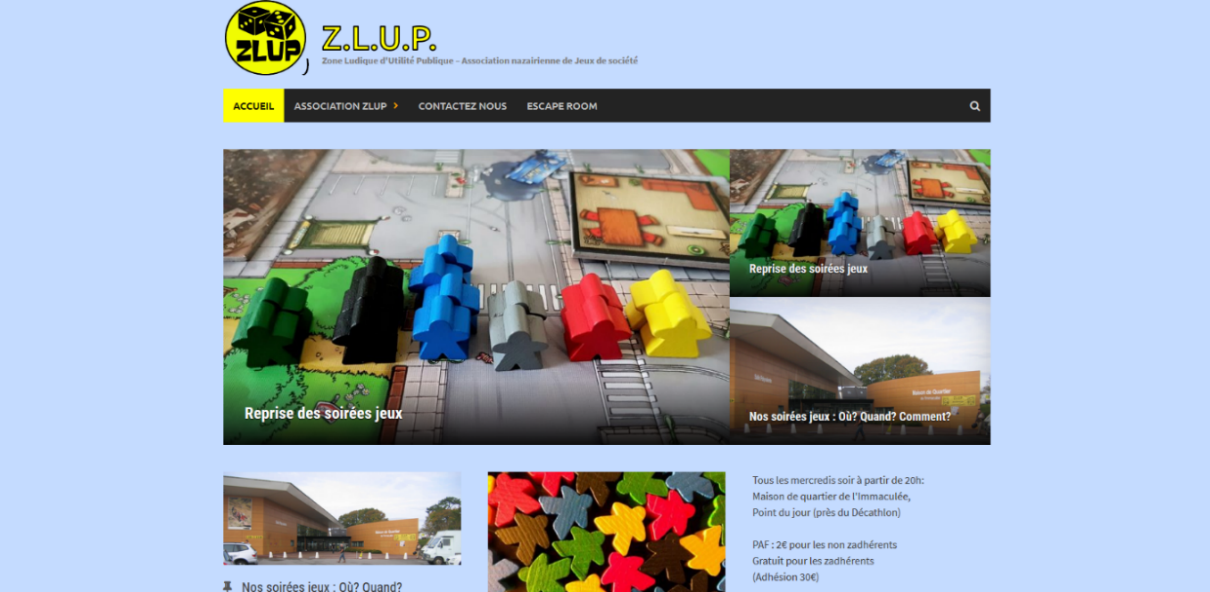 ZLUP
Z.L.U.P.
Zone Ludique d'Utilité Publique – Association nazairienne de Jeux de société
ACCUEIL
ASSOCIATION ZLUP
CONTACTEZ NOUS
ESCAPE ROOM
Reprise des soirées jeux
Reprise des soirées jeux
Nos soirées jeux : Où? Quand? Comment?
Nos soirées jeux : Où? Quand?
Tous les mercredis soir à partir de 20h:
Maison de quartier de l'Immaculée,
Point du jour (près du Décathlon)
PAF : 2€ pour les non zadhérents
Gratuit pour les zadhérents
(Adhésion 30€)